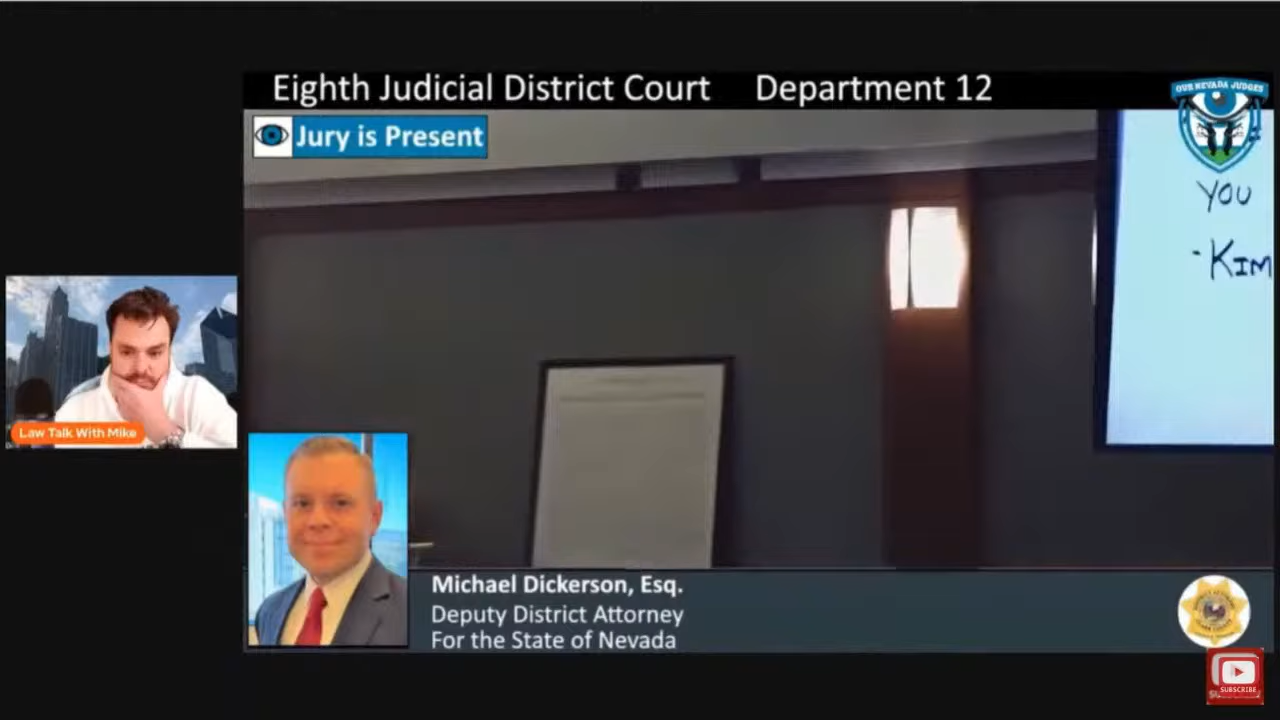 Eighth Judicial District Court Department 12
OUR NEVADA JUDGES
Jury is Present
YOU
-KIM
Law Talk With Mike
Michael Dickerson, Esq.
Deputy District Attorney
For the State of Nevada
SUBSCRIBE